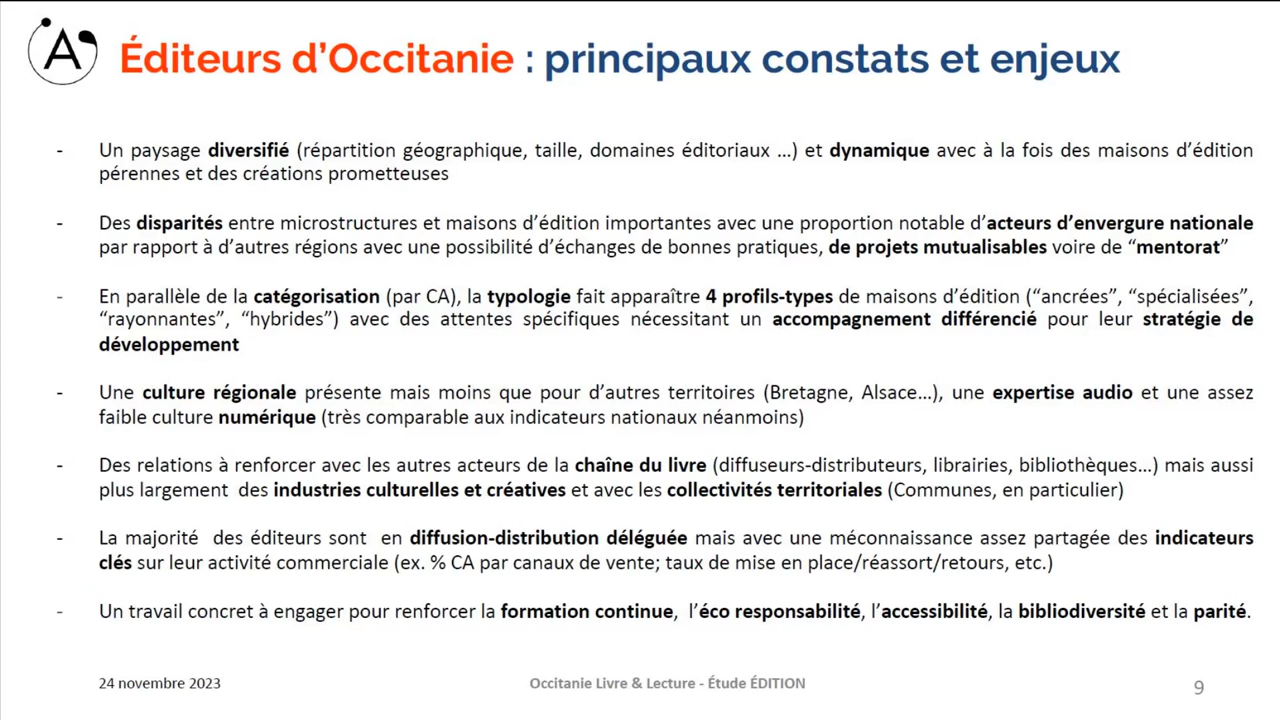 A
Éditeurs d’Occitanie : principaux constats et enjeux
- Un paysage diversifié (répartition géographique, taille, domaines éditoriaux …) et dynamique avec à la fois des maisons d’édition
pérennes et des créations prometteuses
- Des disparités entre microstructures et maisons d’édition importantes avec une proportion notable d’acteurs d’envergure nationale
par rapport à d’autres régions avec une possibilité d’échanges de bonnes pratiques, de projets mutualisables voire de “mentorat”
- En parallèle de la catégorisation (par CA), la typologie fait apparaître 4 profils-types de maisons d’édition (“ancrées”, “spécialisées”,
“rayonnantes”, “hybrides”) avec des attentes spécifiques nécessitant un accompagnement différencié pour leur stratégie de
développement
- Une culture régionale présente mais moins que pour d’autres territoires (Bretagne, Alsace…), une expertise audio et une assez
faible culture numérique (très comparable aux indicateurs nationaux néanmoins)
- Des relations à renforcer avec les autres acteurs de la chaîne du livre (diffuseurs-distributeurs, librairies, bibliothèques…) mais aussi
plus largement des industries culturelles et créatives et avec les collectivités territoriales (Communes, en particulier)
- La majorité des éditeurs sont en diffusion-distribution déléguée mais avec une méconnaissance assez partagée des indicateurs
clés sur leur activité commerciale (ex. % CA par canaux de vente; taux de mise en place/réassort/retours, etc.)
- Un travail concret à engager pour renforcer la formation continue, l’éco responsabilité, l’accessibilité, la bibliodiversité et la parité.
24 novembre 2023
Occitanie Livre & Lecture - Étude ÉDITION
9